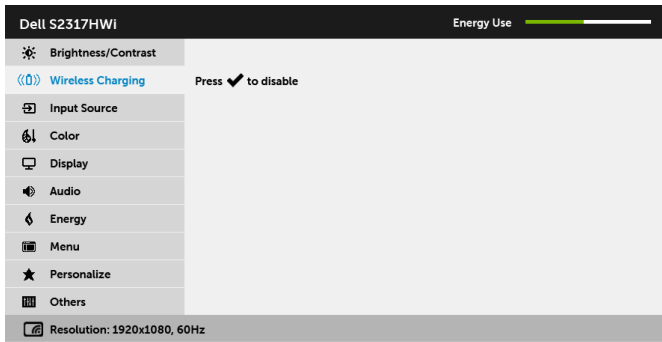 Dell S2317HWi Energy Use
Brightness/Contrast
Wireless Charging Press ✔ to disable
Input Source
Color
Display
Audio
Energy
Menu
Personalize
Others
Resolution: 1920x1080, 60Hz